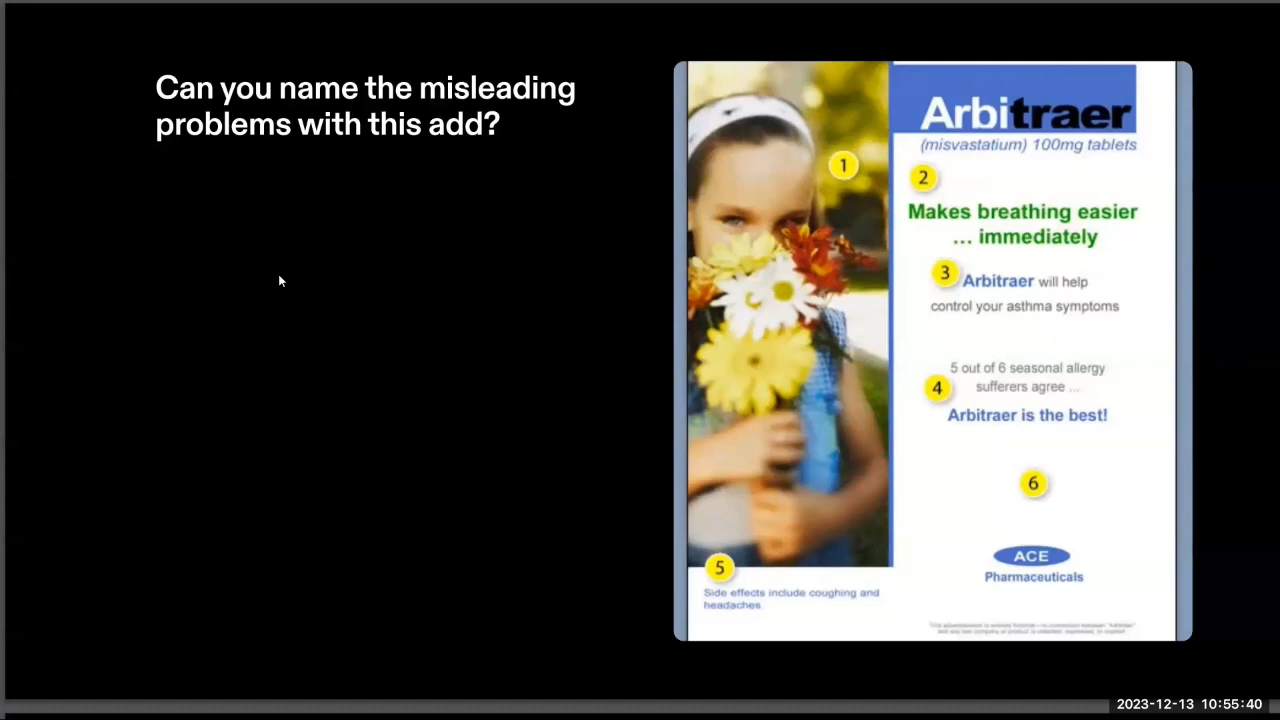 Can you name the misleading
problems with this add?
1
Arbitraer
(misvastatium) 100mg tablets
2
Makes breathing easier
... immediately
3
Arbitraer will help
control your asthma symptoms
5 out of 6 seasonal allergy
sufferers agree ...
4
Arbitraer is the best!
6
ACE
Pharmaceuticals
5
Side effects include coughing and
headaches
2023-12-13 10:55:40